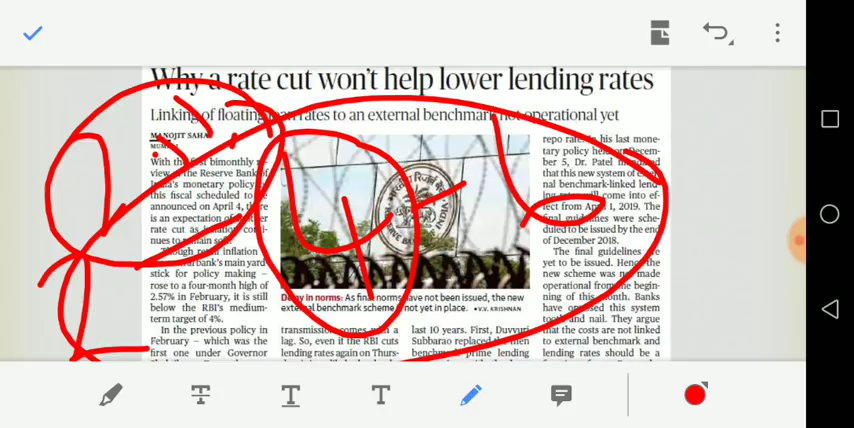 Why a rate cut won't help lower lending rates
Linking of floating loan rates to an external benchmark not operational yet
MANOJIT SAHA
MUMBAI
With the first bimonthly
view of the Reserve Bank of
India's monetary policy
this fiscal scheduled to
announced on April 4, there
is an expectation of
rate cut as inflation
nues to remain
Though retail inflation
bank's main yard
stick for policy making –
rose to a four-month high of
2.57% in February, it is still
below the RBI's medium-
term target of 4%.
In the previous policy in
February – which was the
first one under Governor
Delay in norms: As final norms have not been issued, the new
external benchmark scheme not yet in place. • V.V. KRISHNAN
transmission comes a
lag. So, even if the RBI cuts
lending rates again on Thurs-
last 10 years. First, Duvvuri
Subbarao replaced the then
benchmark prime lending
repo rate. In his last mone-
tary policy held on Decem-
ber 5, Dr. Patel
that this new system of exter-
nal benchmark-linked lend-
ing rates will come into ef-
fect from April 1, 2019. The
final guidelines were sche-
duled to be issued by the end
of December 2018.
The final guidelines are
yet to be issued. Hence, the
new scheme was not made
operational from the begin-
ning of this month. Banks
have opposed this system
tooth and nail. They argue
that the costs are not linked
to external benchmark and
lending rates should be a
T
T
T